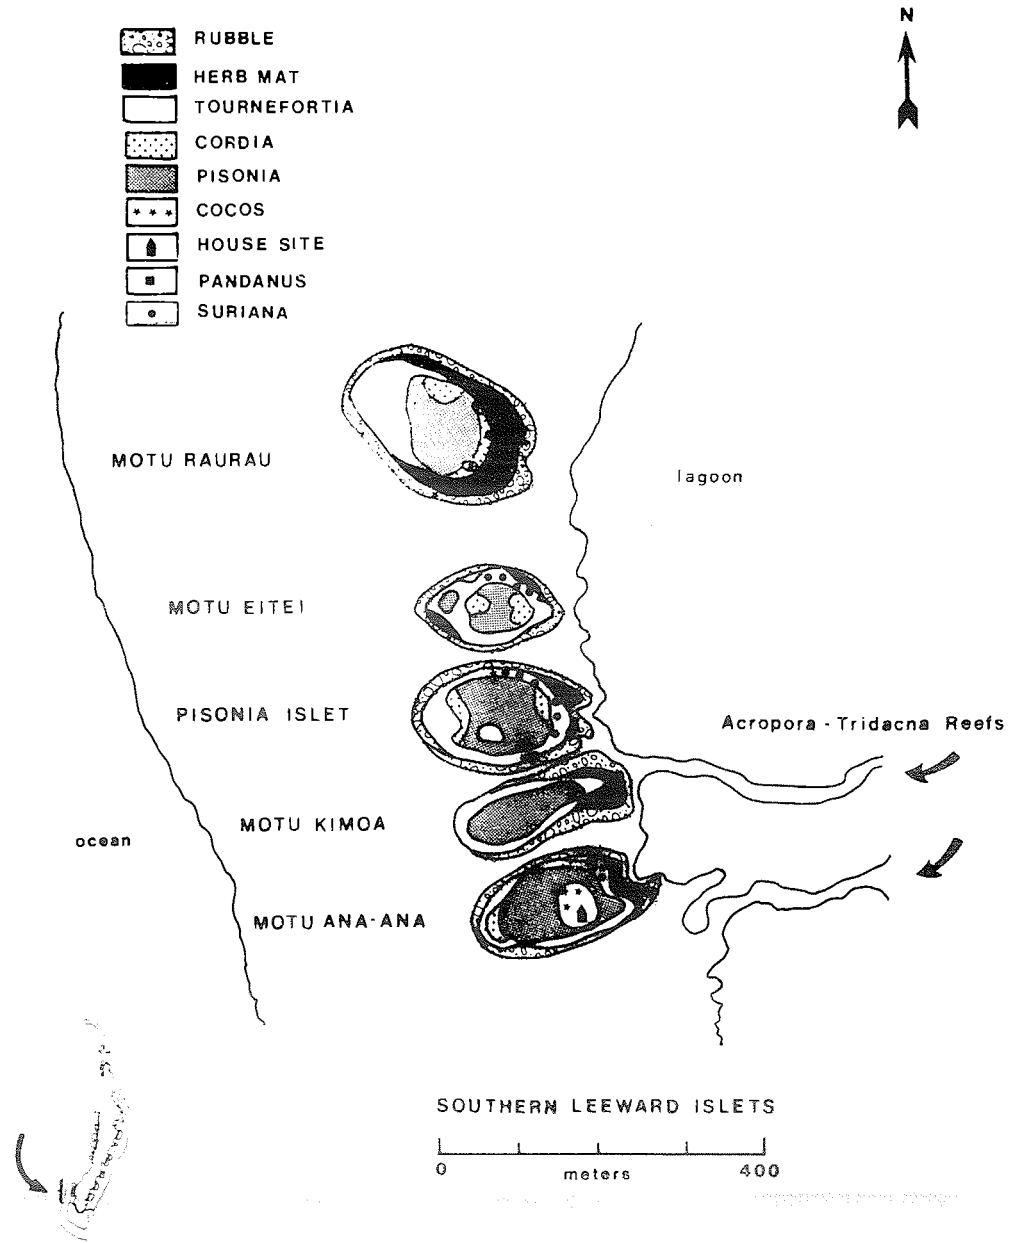 N
RUBBLE
HERB MAT
TOURNEFORTIA
CORDIA
PISONIA
COCOS
HOUSE SITE
PANDANUS
SURIANA
MOTU RAURAU
lagoon
MOTU EITEI
PISONIA ISLET
Acropora - Tridacna Reefs
MOTU KIMOA
ocean
MOTU ANA-ANA
SOUTHERN LEEWARD ISLETS
0 meters 400